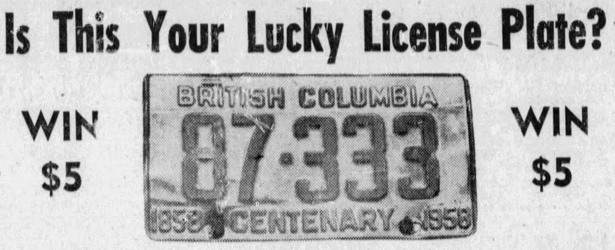 Is This Your Lucky License Plate?
WIN
$5
BRITISH COLUMBIA
87·333
1858 CENTENARY 1958
WIN
$5